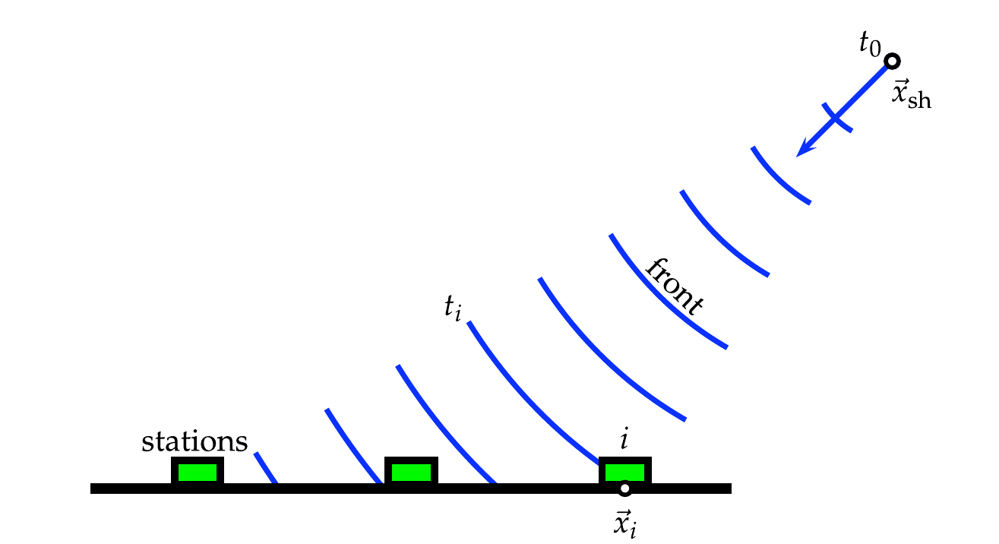 t₀
x⃗ₛₕ
front
tᵢ
stations
i
x⃗ᵢ